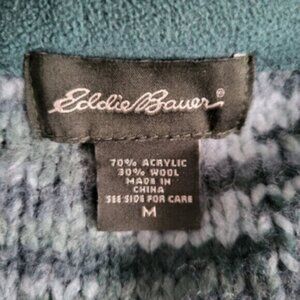 Eddie Bauer®
70% ACRYLIC
30% WOOL
MADE IN
CHINA
SEE SIDE FOR CARE
M